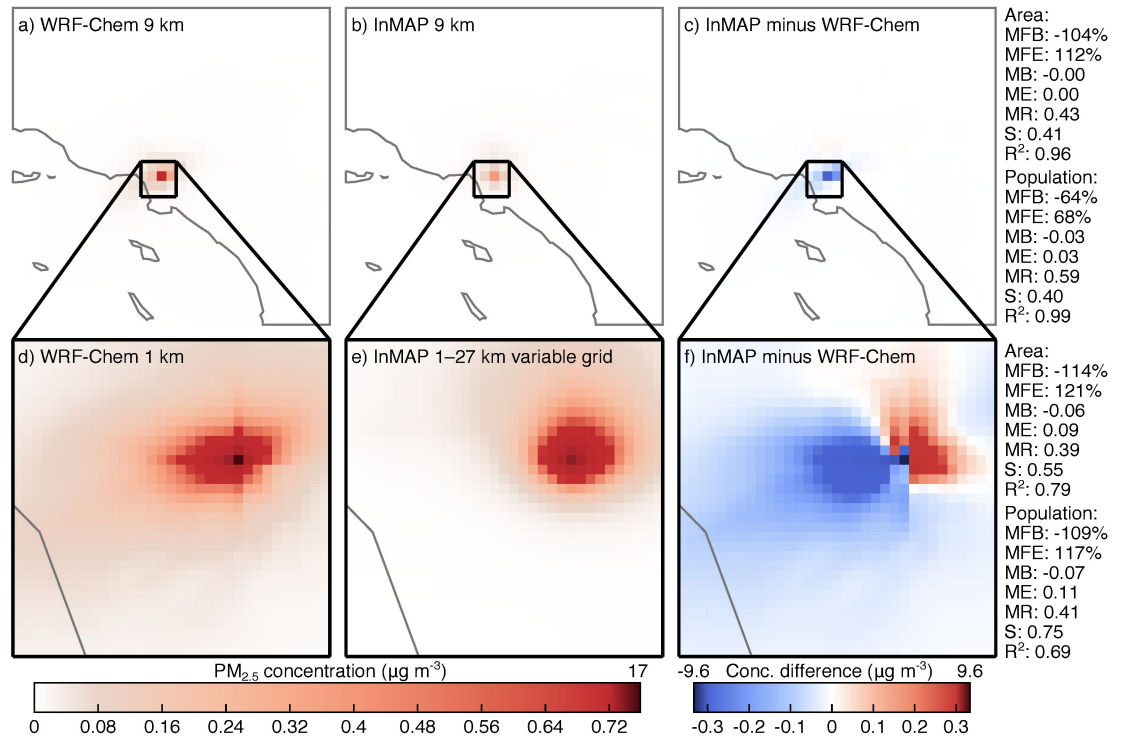 a) WRF-Chem 9 km
b) InMAP 9 km
c) InMAP minus WRF-Chem
Area:
MFB: -104%
MFE: 112%
MB: -0.00
ME: 0.00
MR: 0.43
S: 0.41
R²: 0.96
Population:
MFB: -64%
MFE: 68%
MB: -0.03
ME: 0.03
MR: 0.59
S: 0.40
R²: 0.99
d) WRF-Chem 1 km
e) InMAP 1–27 km variable grid
f) InMAP minus WRF-Chem
Area:
MFB: -114%
MFE: 121%
MB: -0.06
ME: 0.09
MR: 0.39
S: 0.55
R²: 0.79
Population:
MFB: -109%
MFE: 117%
MB: -0.07
ME: 0.11
MR: 0.41
S: 0.75
R²: 0.69
PM₂.₅ concentration (μg m⁻³) 17
0 0.08 0.16 0.24 0.32 0.4 0.48 0.56 0.64 0.72
-9.6 Conc. difference (μg m⁻³) 9.6
-0.3 -0.2 -0.1 0 0.1 0.2 0.3